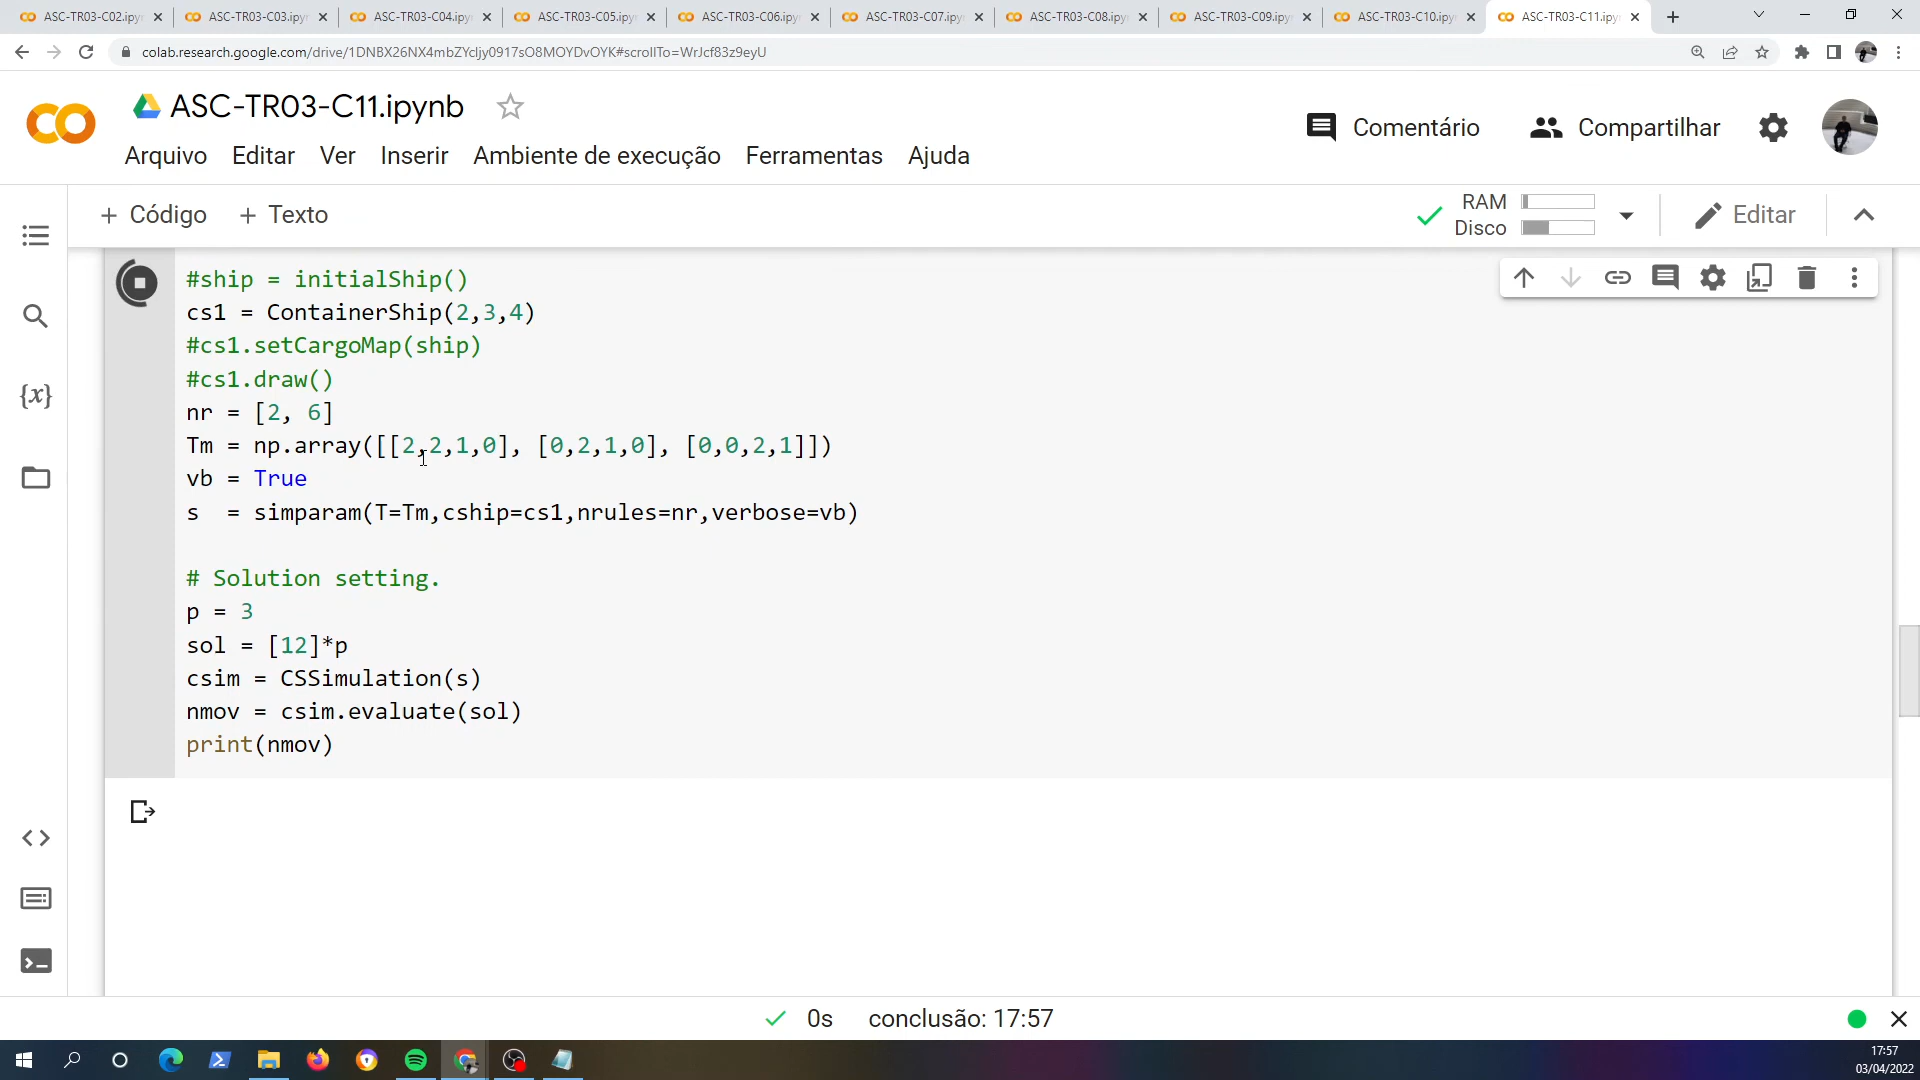 ASC-TR03-C02.ipy
ASC-TR03-C03.ipy
ASC-TR03-C04.ipy
ASC-TR03-C05.ipy
ASC-TR03-C06.ipy
ASC-TR03-C07.ipy
ASC-TR03-C08.ipy
ASC-TR03-C09.ipy
ASC-TR03-C10.ipy
ASC-TR03-C11.ipy
colab.research.google.com/drive/1DNBX26NX4mbZYcIjy0917sO8MOYDvOYK#scrollTo=WrJcf83z9eyU
ASC-TR03-C11.ipynb
Comentário
Compartilhar
Arquivo Editar Ver Inserir Ambiente de execução Ferramentas Ajuda
+ Código + Texto
RAM
Disco
Editar
#ship = initialShip()
cs1 = ContainerShip(2,3,4)
#cs1.setCargoMap(ship)
#cs1.draw()
nr = [2, 6]
Tm = np.array([[2,2,1,0], [0,2,1,0], [0,0,2,1]])
vb = True
s = simparam(T=Tm,cship=cs1,nrules=nr,verbose=vb)
# Solution setting.
p = 3
sol = [12]*p
csim = CSSimulation(s)
nmov = csim.evaluate(sol)
print(nmov)
{x}
0s conclusão: 17:57
17:57
03/04/2022